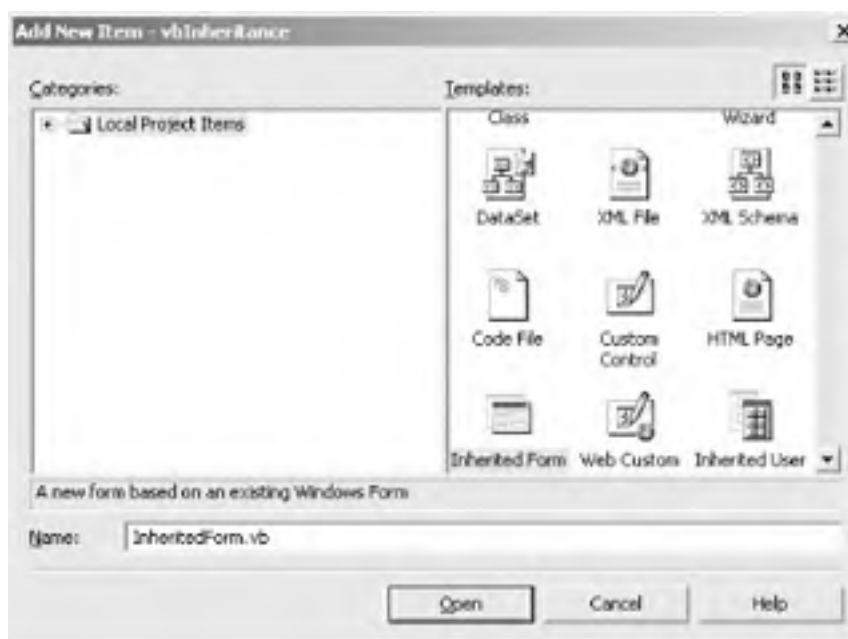 Add New Item - vbInheritance
Categories:
Templates:
Local Project Items
Class
Wizard
DataSet
XML File
XML Schema
Code File
Custom Control
HTML Page
Inherited Form
Web Custom
Inherited User
A new form based on an existing Windows Form
Name:
InheritedForm.vb
Open
Cancel
Help